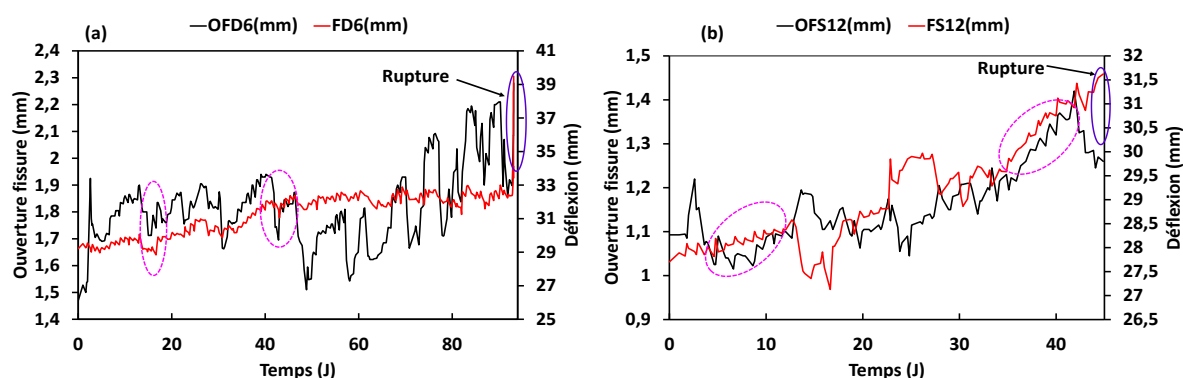 OFD6(mm) FD6(mm)
(a)
Ouverture fissure (mm)
2,4
2,3
2,2
2,1
2
1,9
1,8
1,7
1,6
1,5
1,4
Rupture
41
39
37
35
33
31
29
27
25
Déflexion (mm)
0 20 40 60 80
Temps (J)
OFS12(mm) FS12(mm)
(b)
Ouvertrure fissure (mm)
1,5
1,4
1,3
1,2
1,1
1
0,9
Rupture
32
31,5
31
30,5
30
29,5
29
28,5
28
27,5
27
26,5
Déflexion (mm)
0 10 20 30 40
Temps (J)